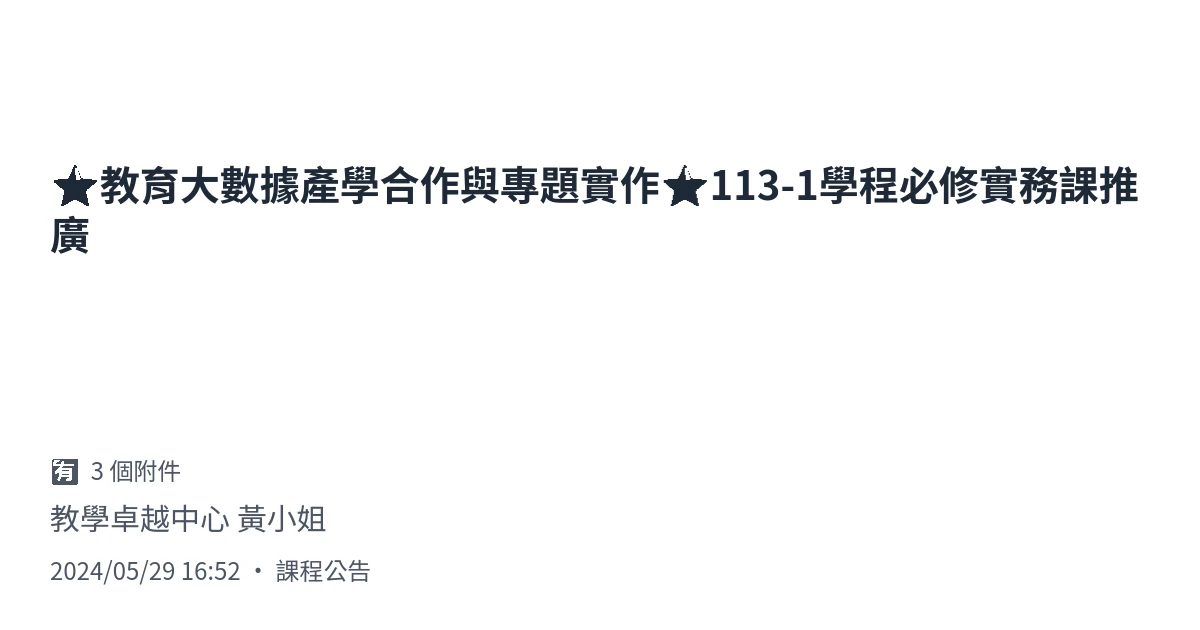 ★教育大數據產學合作與專題實作★113-1學程必修實務課推
廣
🈶 3 個附件
教學卓越中心 黃小姐
2024/05/29 16:52 • 課程公告